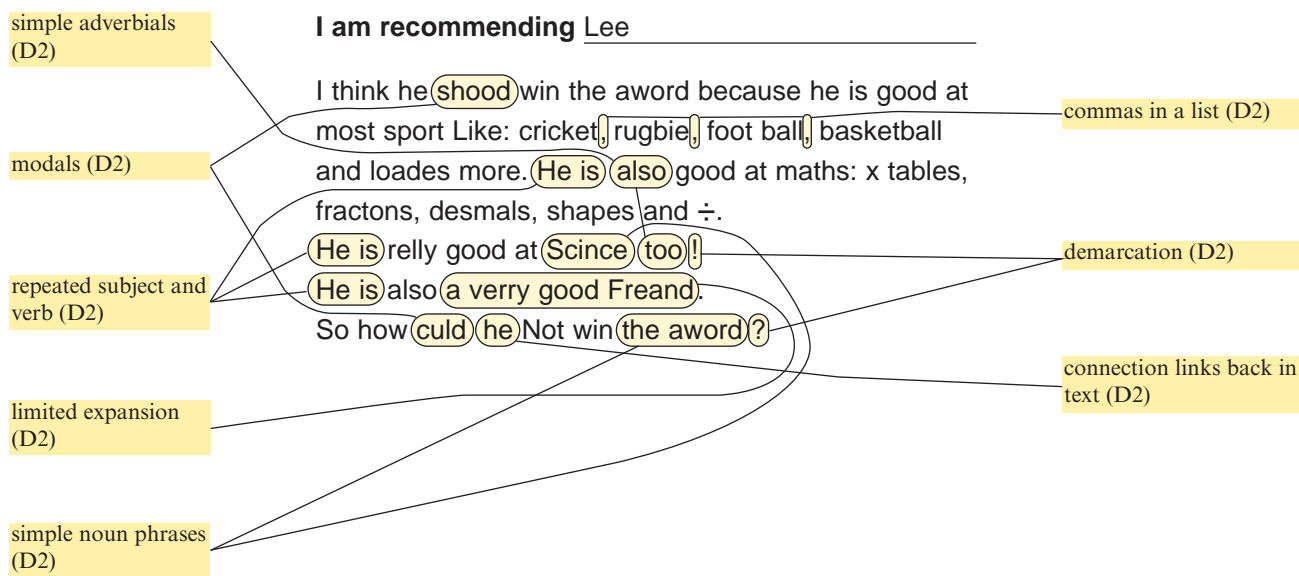 simple adverbials
(D2)
I am recommending Lee
I think he shood win the aword because he is good at
most sport Like: cricket, rugbie, foot ball, basketball
and loades more. He is also good at maths: x tables,
fractons, desmals, shapes and ÷.
He is relly good at Scince too!
He is also a verry good Freand.
So how culd he Not win the aword?
modals (D2)
repeated subject and
verb (D2)
limited expansion
(D2)
simple noun phrases
(D2)
commas in a list (D2)
demarcation (D2)
connection links back in
text (D2)